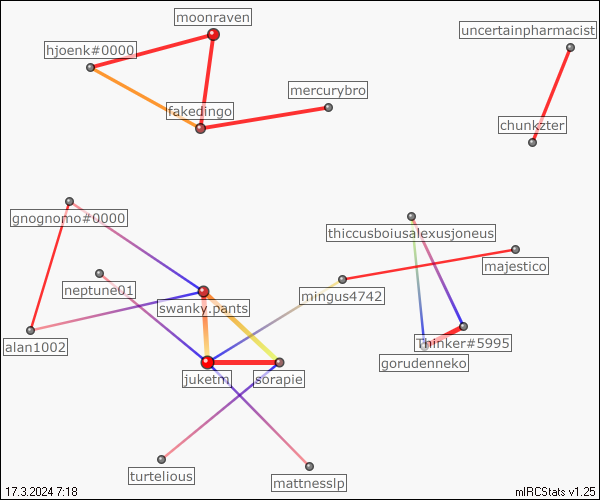 moonraven
uncertainpharmacist
hjoenk#0000
mercurybro
fakedingo
chunkzter
gnognomo#0000
thiccusboiusalexusjoneus
majestico
neptune01
mingus4742
swanky.pants
alan1002
Thinker#5995
gorudenneko
juketm
sorapie
turtelious
mattnesslp
17.3.2024 7:18
mIRCStats v1.25